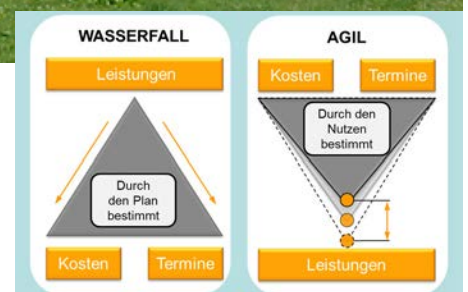 WASSERFALL
Leistungen
Durch
den Plan
bestimmt
Kosten
Termine
AGIL
Kosten
Termine
Durch den
Nutzen
bestimmt
Leistungen